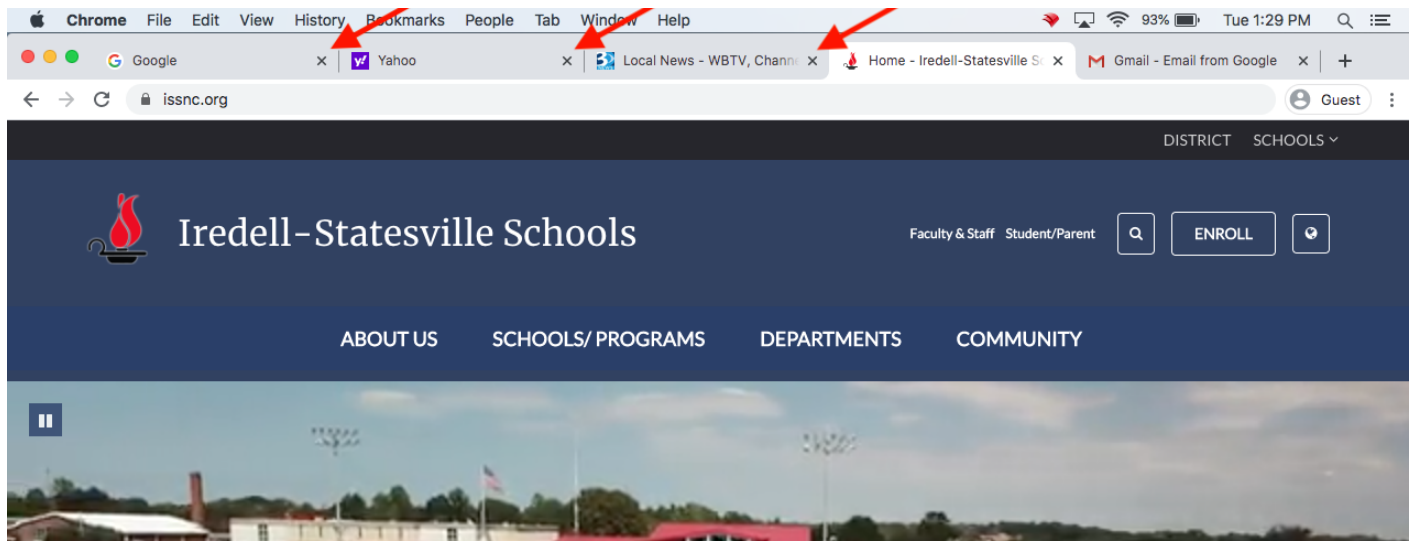 Chrome File Edit View History Bookmarks People Tab Window Help 93% Tue 1:29 PM
Google Yahoo Local News - WBTV, Chann Home - Iredell-Statesville Sc Gmail - Email from Google
issnc.org Guest
DISTRICT SCHOOLS
Iredell-Statesville Schools Faculty & Staff Student/Parent ENROLL
ABOUT US SCHOOLS/ PROGRAMS DEPARTMENTS COMMUNITY